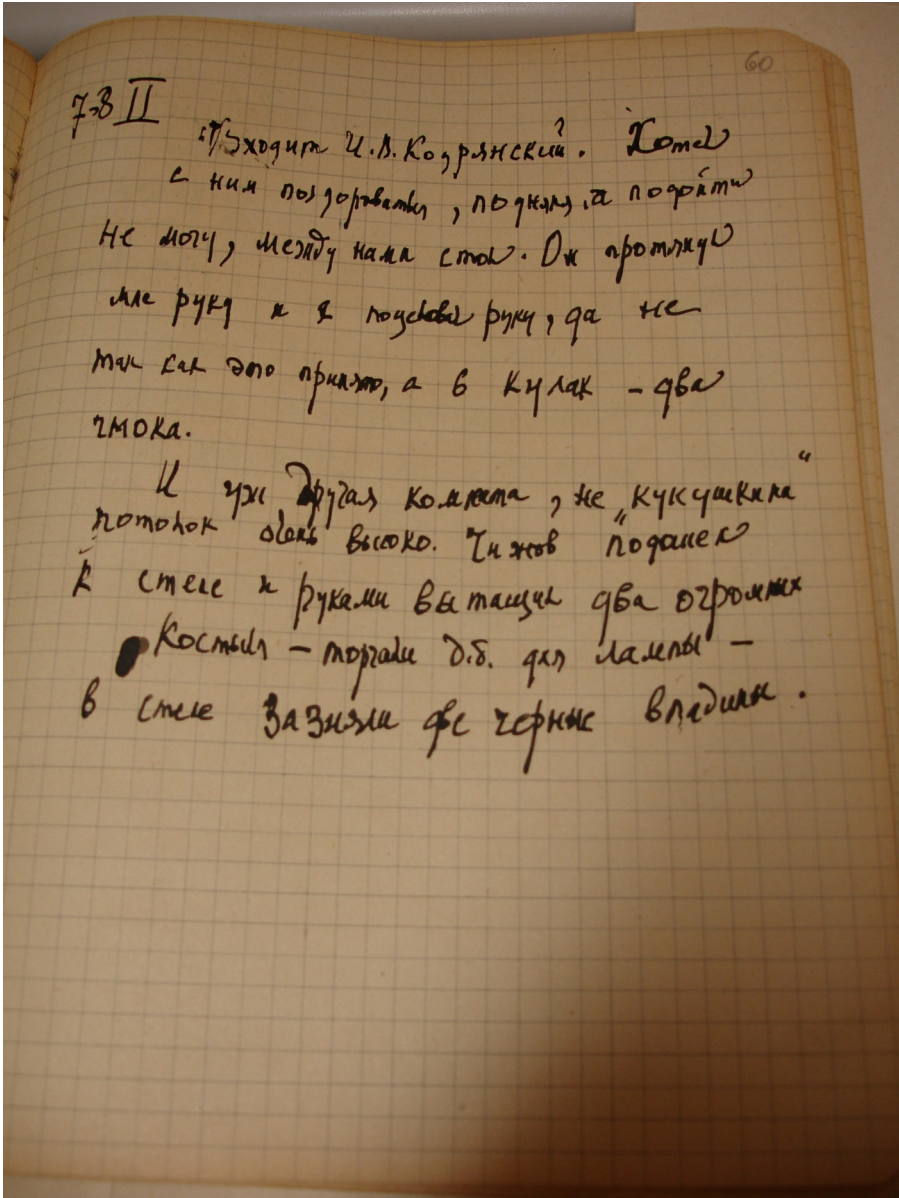 60
7-8 II
Входит И.В. Кодрянский. Хотел
с ним поздороваться, поднялся, а подойти
не могу, между нами стол. Он протянул
мне руку и я поцеловал руку, да не
так как это принято, а в кулак – два
чмока.
И уж другая комната, не „кукушкина"
потолок очень высоко. Чижов подошел
к стене и руками вытащил два огромных
костыля – торчали д.б. для лампы –
в стене зазияли две черные впадины.